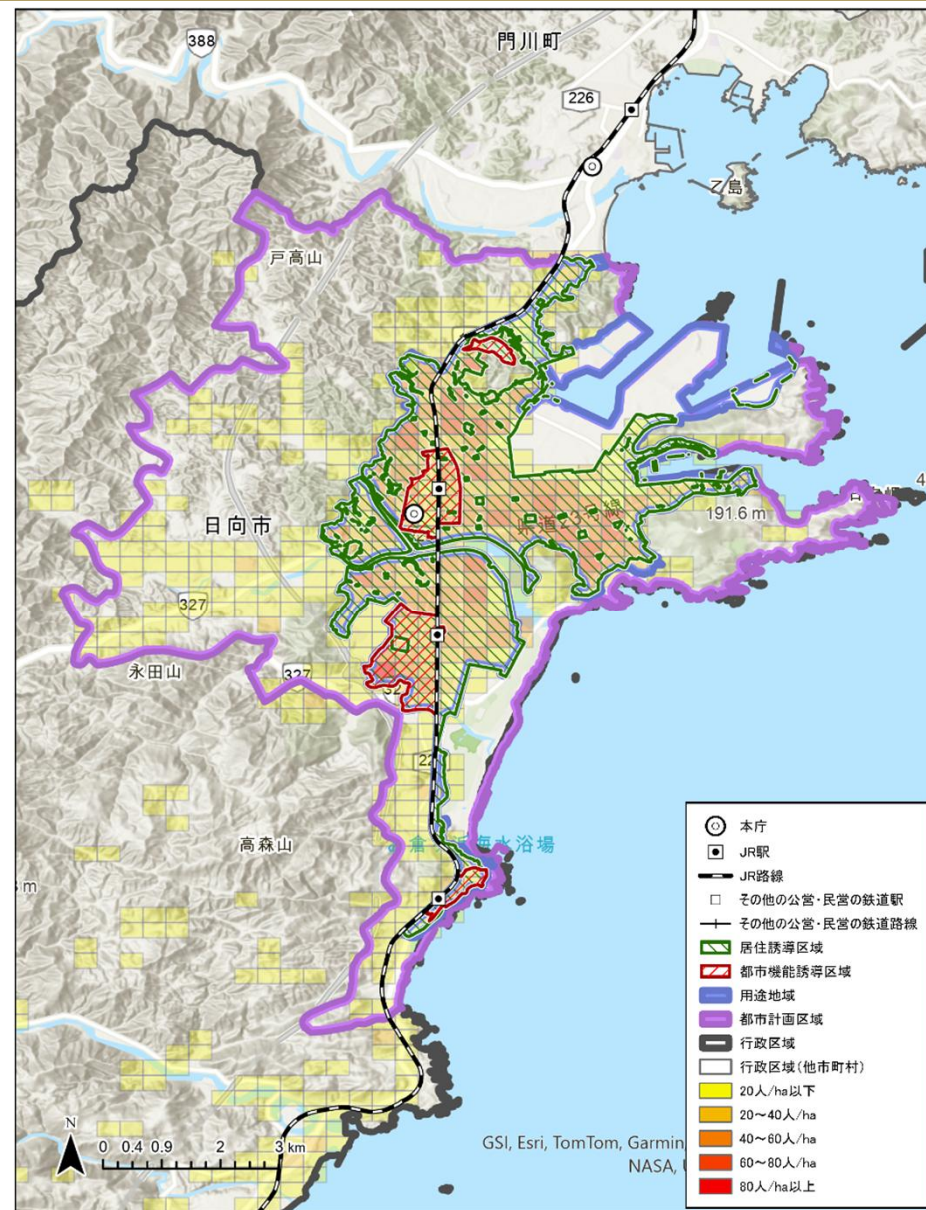 388
門川町
226
乙島
戸高山
191.6 m
日向市
327
永田山
327
高森山
海水浴場
N
0 0.4 0.9 2 3 km
GSI, Esri, TomTom, Garmin
NASA,
本庁
JR駅
JR路線
その他の公営・民営の鉄道駅
その他の公営・民営の鉄道路線
居住誘導区域
都市機能誘導区域
用途地域
都市計画区域
行政区域
行政区域(他市町村)
20人/ha以下
20～40人/ha
40～60人/ha
60～80人/ha
80人/ha以上